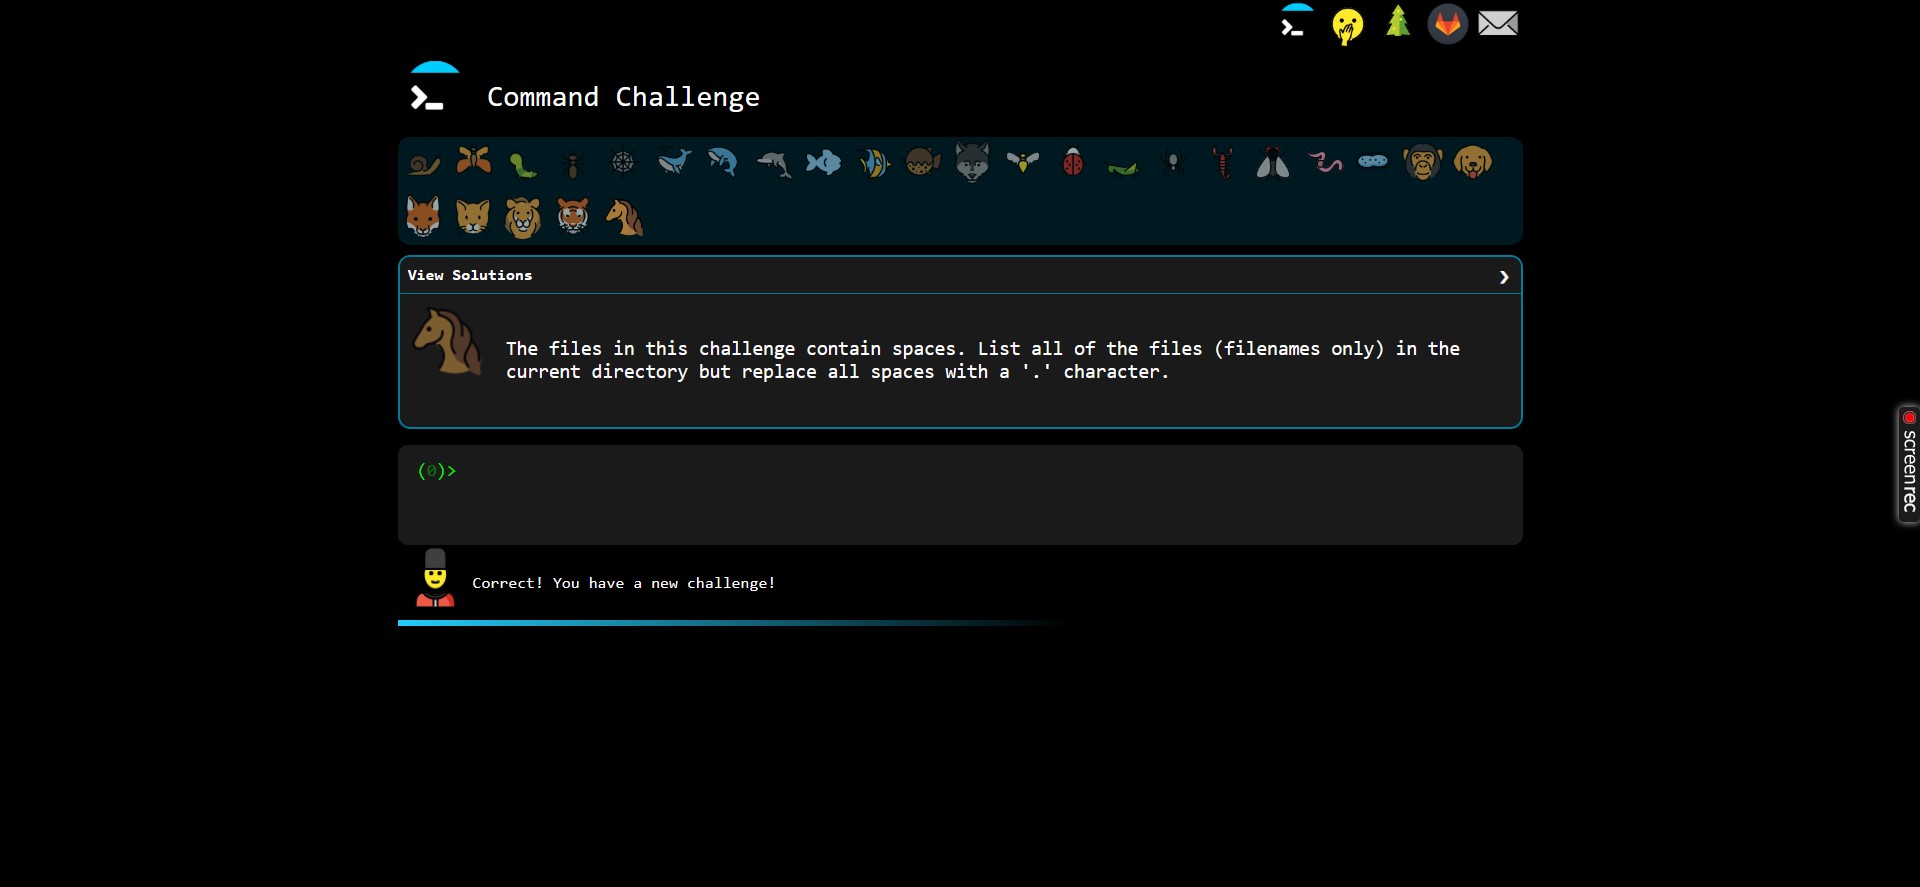 Command Challenge
View Solutions
The files in this challenge contain spaces. List all of the files (filenames only) in the
current directory but replace all spaces with a '.' character.
(0)>
Correct! You have a new challenge!
screenrec